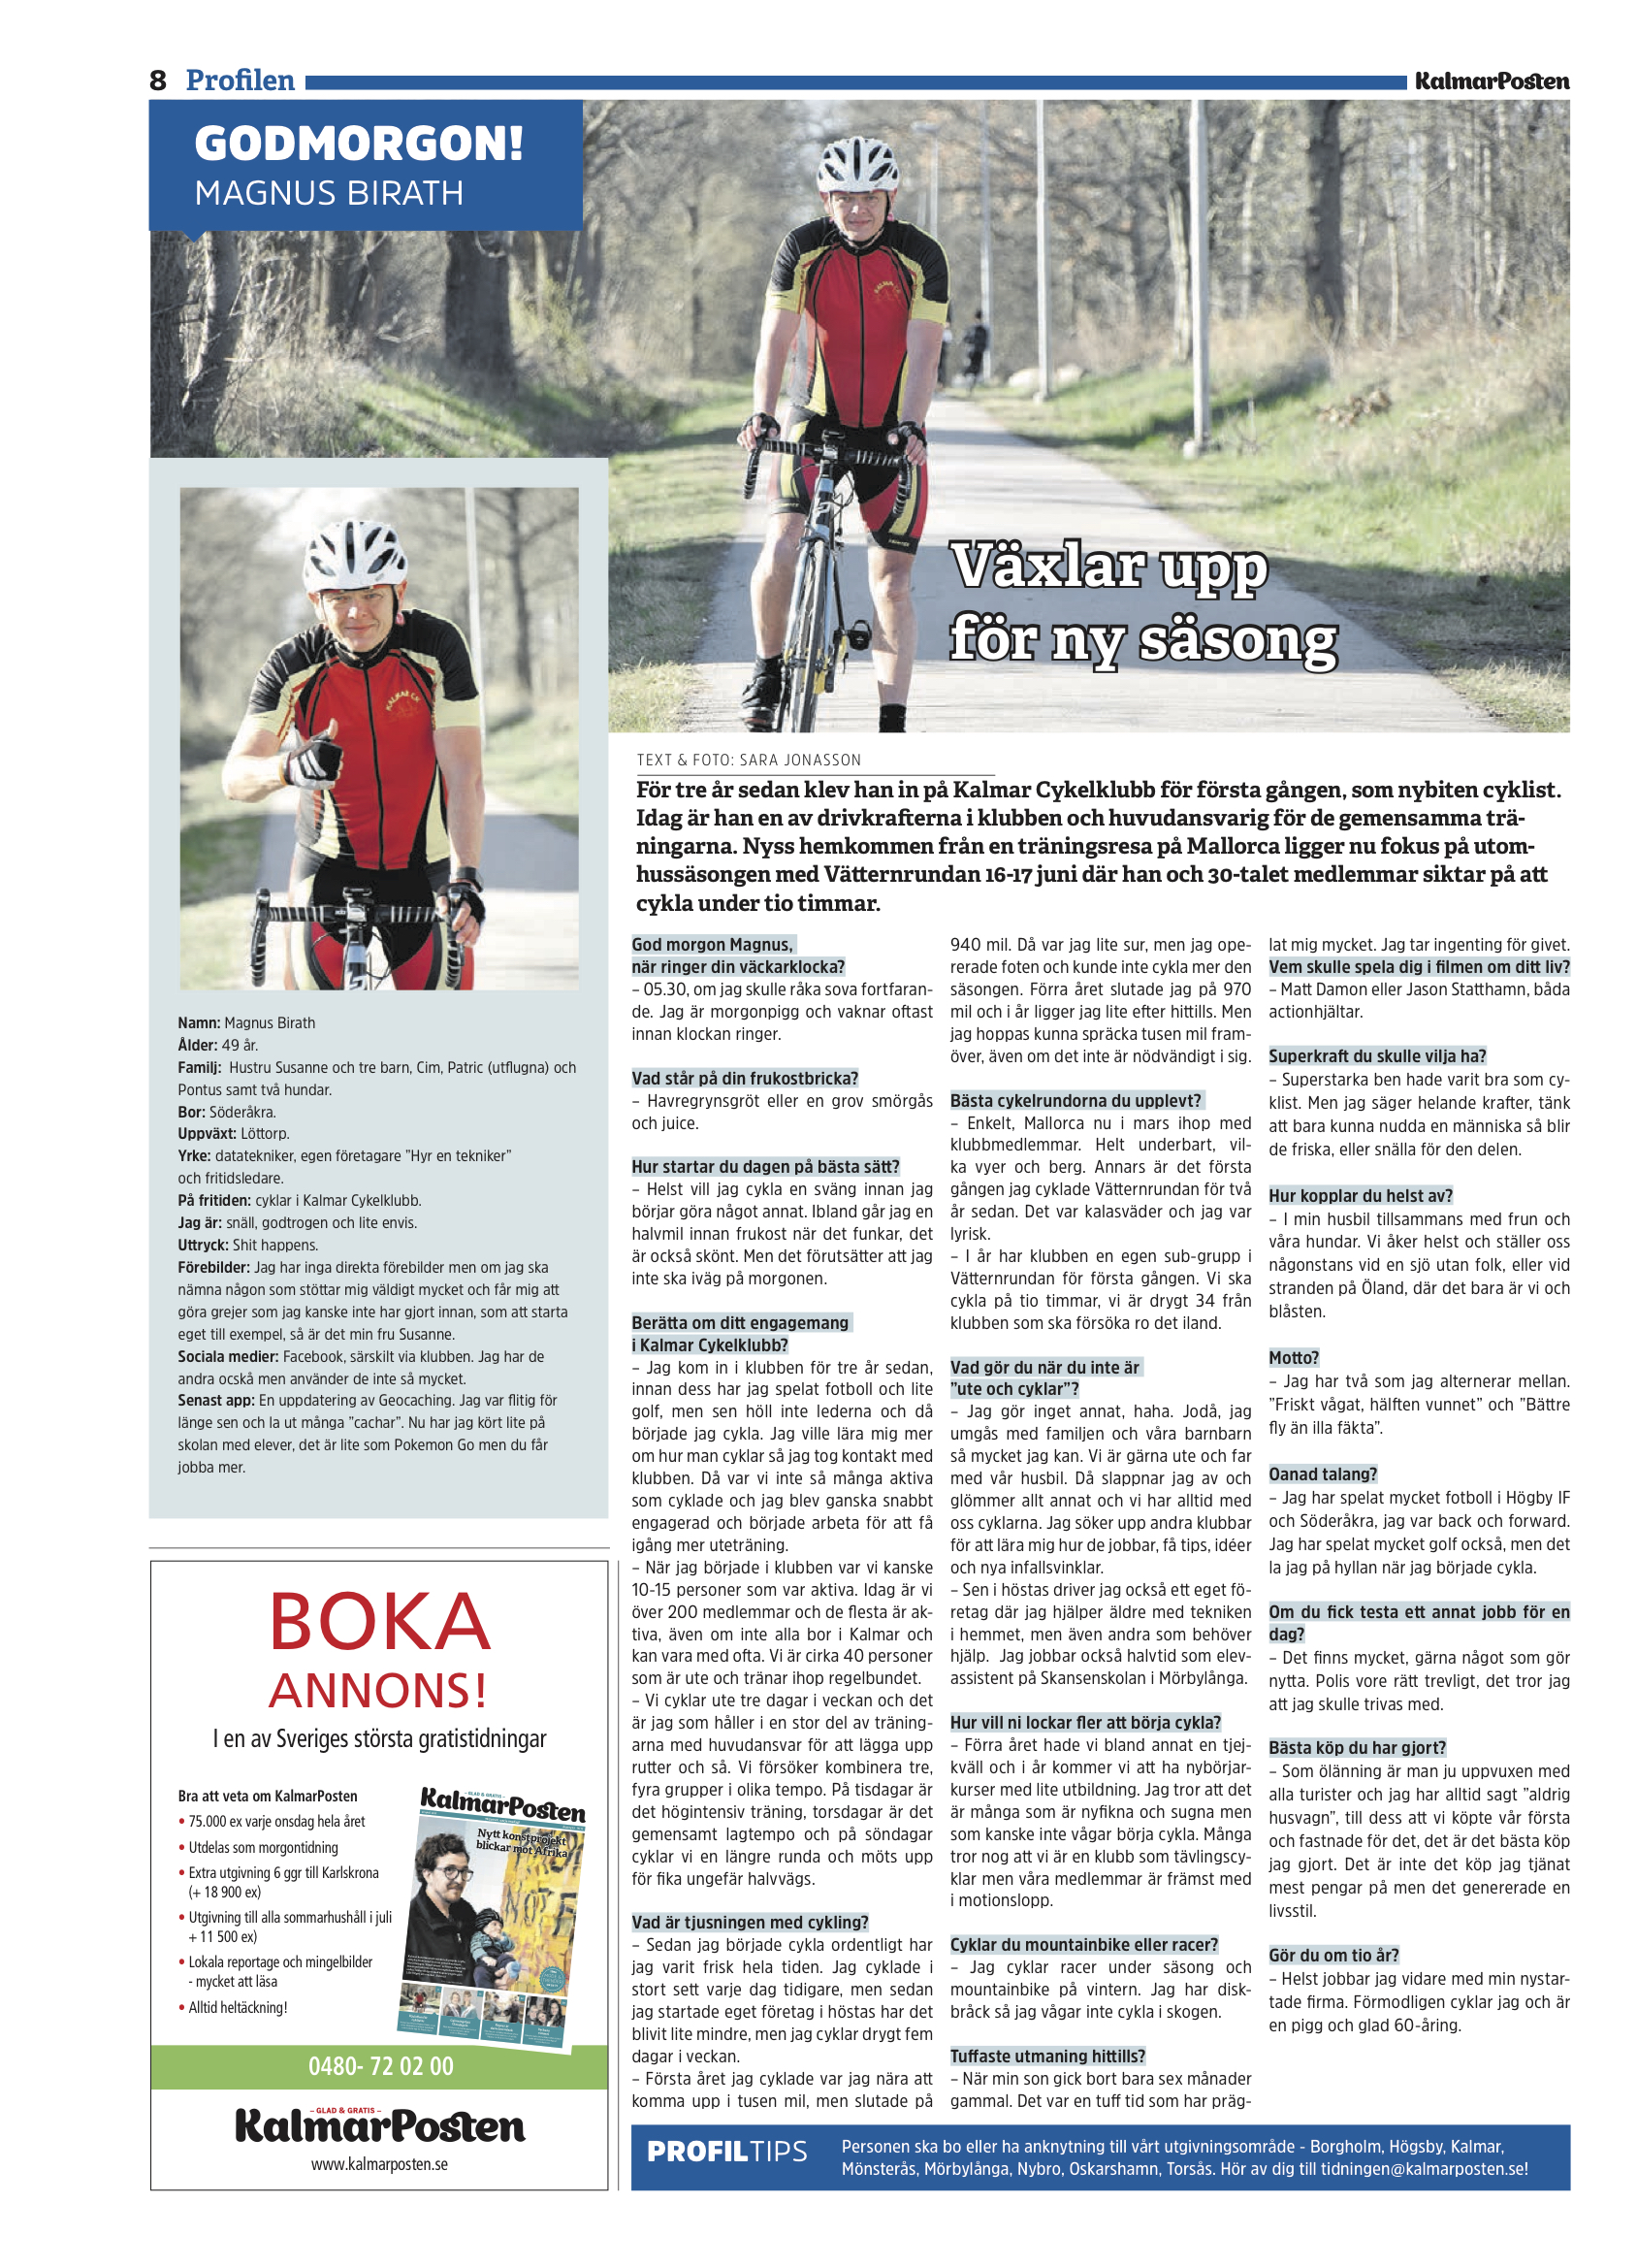 8 Profilen
KalmarPosten
GODMORGON!
MAGNUS BIRATH
Växlar upp
för ny säsong
KALMAR CK
Namn: Magnus Birath
Ålder: 49 år.
Familj: Hustru Susanne och tre barn, Cim, Patric (utflugna) och
Pontus samt två hundar.
Bor: Söderåkra.
Uppväxt: Löttorp.
Yrke: datatekniker, egen företagare ”Hyr en tekniker”
och fritidsledare.
På fritiden: cyklar i Kalmar Cykelklubb.
Jag är: snäll, godtrogen och lite envis.
Uttryck: Shit happens.
Förebilder: Jag har inga direkta förebilder men om jag ska
nämna någon som stöttar mig väldigt mycket och får mig att
göra grejer som jag kanske inte har gjort innan, som att starta
eget till exempel, så är det min fru Susanne.
Sociala medier: Facebook, särskilt via klubben. Jag har de
andra ocskå men använder de inte så mycket.
Senast app: En uppdatering av Geocaching. Jag var flitig för
länge sen och la ut många ”cachar”. Nu har jag kört lite på
skolan med elever, det är lite som Pokemon Go men du får
jobba mer.
TEXT & FOTO: SARA JONASSON
För tre år sedan klev han in på Kalmar Cykelklubb för första gången, som nybiten cyklist.
Idag är han en av drivkrafterna i klubben och huvudansvarig för de gemensamma trä-
ningarna. Nyss hemkommen från en träningsresa på Mallorca ligger nu fokus på utom-
hussäsongen med Vätternrundan 16-17 juni där han och 30-talet medlemmar siktar på att
cykla under tio timmar.
God morgon Magnus,
när ringer din väckarklocka?
– 05.30, om jag skulle råka sova fortfaran-
de. Jag är morgonpigg och vaknar oftast
innan klockan ringer.
Vad står på din frukostbricka?
– Havregrynsgröt eller en grov smörgås
och juice.
Hur startar du dagen på bästa sätt?
– Helst vill jag cykla en sväng innan jag
börjar göra något annat. Ibland går jag en
halvmil innan frukost när det funkar, det
är också skönt. Men det förutsätter att jag
inte ska iväg på morgonen.
Berätta om ditt engagemang
i Kalmar Cykelklubb?
– Jag kom in i klubben för tre år sedan,
innan dess har jag spelat fotboll och lite
golf, men sen höll inte lederna och då
började jag cykla. Jag ville lära mig mer
om hur man cyklar så jag tog kontakt med
klubben. Då var vi inte så många aktiva
som cyklade och jag blev ganska snabbt
engagerad och började arbeta för att få
igång mer uteträning.
– När jag började i klubben var vi kanske
10-15 personer som var aktiva. Idag är vi
över 200 medlemmar och de flesta är ak-
tiva, även om inte alla bor i Kalmar och
kan vara med ofta. Vi är cirka 40 personer
som är ute och tränar ihop regelbundet.
– Vi cyklar ute tre dagar i veckan och det
är jag som håller i en stor del av träning-
arna med huvudansvar för att lägga upp
rutter och så. Vi försöker kombinera tre,
fyra grupper i olika tempo. På tisdagar är
det högintensiv träning, torsdagar är det
gemensamt lagtempo och på söndagar
cyklar vi en längre runda och möts upp
för fika ungefär halvvägs.
Vad är tjusningen med cykling?
– Sedan jag började cykla ordentligt har
jag varit frisk hela tiden. Jag cyklade i
stort sett varje dag tidigare, men sedan
jag startade eget företag i höstas har det
blivit lite mindre, men jag cyklar drygt fem
dagar i veckan.
– Första året jag cyklade var jag nära att
komma upp i tusen mil, men slutade på
940 mil. Då var jag lite sur, men jag ope-
rerade foten och kunde inte cykla mer den
säsongen. Förra året slutade jag på 970
mil och i år ligger jag lite efter hittills. Men
jag hoppas kunna spräcka tusen mil fram-
över, även om det inte är nödvändigt i sig.
Bästa cykelrundorna du upplevt?
– Enkelt, Mallorca nu i mars ihop med
klubbmedlemmar. Helt underbart, vil-
ka vyer och berg. Annars är det första
gången jag cyklade Vätternrundan för två
år sedan. Det var kalasväder och jag var
lyrisk.
– I år har klubben en egen sub-grupp i
Vätternrundan för första gången. Vi ska
cykla på tio timmar, vi är drygt 34 från
klubben som ska försöka ro det iland.
Vad gör du när du inte är
”ute och cyklar”?
– Jag gör inget annat, haha. Jodå, jag
umgås med familjen och våra barnbarn
så mycket jag kan. Vi är gärna ute och far
med vår husbil. Då slappnar jag av och
glömmer allt annat och vi har alltid med
oss cyklarna. Jag söker upp andra klubbar
för att lära mig hur de jobbar, få tips, idéer
och nya infallsvinklar.
– Sen i höstas driver jag också ett eget fö-
retag där jag hjälper äldre med tekniken
i hemmet, men även andra som behöver
hjälp. Jag jobbar också halvtid som elev-
assistent på Skansenskolan i Mörbylånga.
Hur vill ni lockar fler att börja cykla?
– Förra året hade vi bland annat en tjej-
kväll och i år kommer vi att ha nybörjar-
kurser med lite utbildning. Jag tror att det
är många som är nyfikna och sugna men
som kanske inte vågar börja cykla. Många
tror nog att vi är en klubb som tävlingscy-
klar men våra medlemmar är främst med
i motionslopp.
Cyklar du mountainbike eller racer?
– Jag cyklar racer under säsong och
mountainbike på vintern. Jag har disk-
bråck så jag vågar inte cykla i skogen.
Tuffaste utmaning hittills?
– När min son gick bort bara sex månader
gammal. Det var en tuff tid som har präg-
lat mig mycket. Jag tar ingenting för givet.
Vem skulle spela dig i filmen om ditt liv?
– Matt Damon eller Jason Statthamn, båda
actionhjältar.
Superkraft du skulle vilja ha?
– Superstarka ben hade varit bra som cy-
klist. Men jag säger helande krafter, tänk
att bara kunna nudda en människa så blir
de friska, eller snälla för den delen.
Hur kopplar du helst av?
– I min husbil tillsammans med frun och
våra hundar. Vi åker helst och ställer oss
någonstans vid en sjö utan folk, eller vid
stranden på Öland, där det bara är vi och
blåsten.
Motto?
– Jag har två som jag alternerar mellan.
”Friskt vågat, hälften vunnet” och ”Bättre
fly än illa fäkta”.
Oanad talang?
– Jag har spelat mycket fotboll i Högby IF
och Söderåkra, jag var back och forward.
Jag har spelat mycket golf också, men det
la jag på hyllan när jag började cykla.
Om du fick testa ett annat jobb för en
dag?
– Det finns mycket, gärna något som gör
nytta. Polis vore rätt trevligt, det tror jag
att jag skulle trivas med.
Bästa köp du har gjort?
– Som ölänning är man ju uppvuxen med
alla turister och jag har alltid sagt ”aldrig
husvagn”, till dess att vi köpte vår första
och fastnade för det, det är det bästa köp
jag gjort. Det är inte det köp jag tjänat
mest pengar på men det genererade en
livsstil.
Gör du om tio år?
– Helst jobbar jag vidare med min nystar-
tade firma. Förmodligen cyklar jag och är
en pigg och glad 60-åring.
BOKA
ANNONS!
I en av Sveriges största gratistidningar
Bra att veta om KalmarPosten
• 75.000 ex varje onsdag hela året
• Utdelas som morgontidning
• Extra utgivning 6 ggr till Karlskrona
(+ 18 900 ex)
• Utgivning till alla sommarhushåll i juli
+ 11 500 ex)
• Lokala reportage och mingelbilder
- mycket att läsa
• Alltid heltäckning!
KalmarPosten
Nytt konstprojekt
blickar mot Afrika
0480- 72 02 00
– GLAD & GRATIS –
KalmarPosten
www.kalmarposten.se
PROFILTIPS
Personen ska bo eller ha anknytning till vårt utgivningsområde - Borgholm, Högsby, Kalmar,
Mönsterås, Mörbylånga, Nybro, Oskarshamn, Torsås. Hör av dig till tidningen@kalmarposten.se!